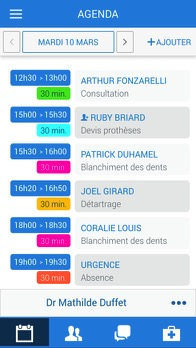 AGENDA
MARDI 10 MARS
+AJOUTER
12h30 > 13h00
ARTHUR FONZARELLI
30 min.
Consultation
15h00 > 15h30
RUBY BRIARD
30 min.
Devis prothèses
15h30 > 16h00
PATRICK DUHAMEL
30 min.
Blanchiment des dents
16h20 > 16h50
JOEL GIRARD
30 min.
Détartrage
18h00 > 18h30
CORALIE LOUIS
30 min.
Blanchiment des dents
19h00 > 19h30
URGENCE
30 min.
Absence
Dr Mathilde Duffet